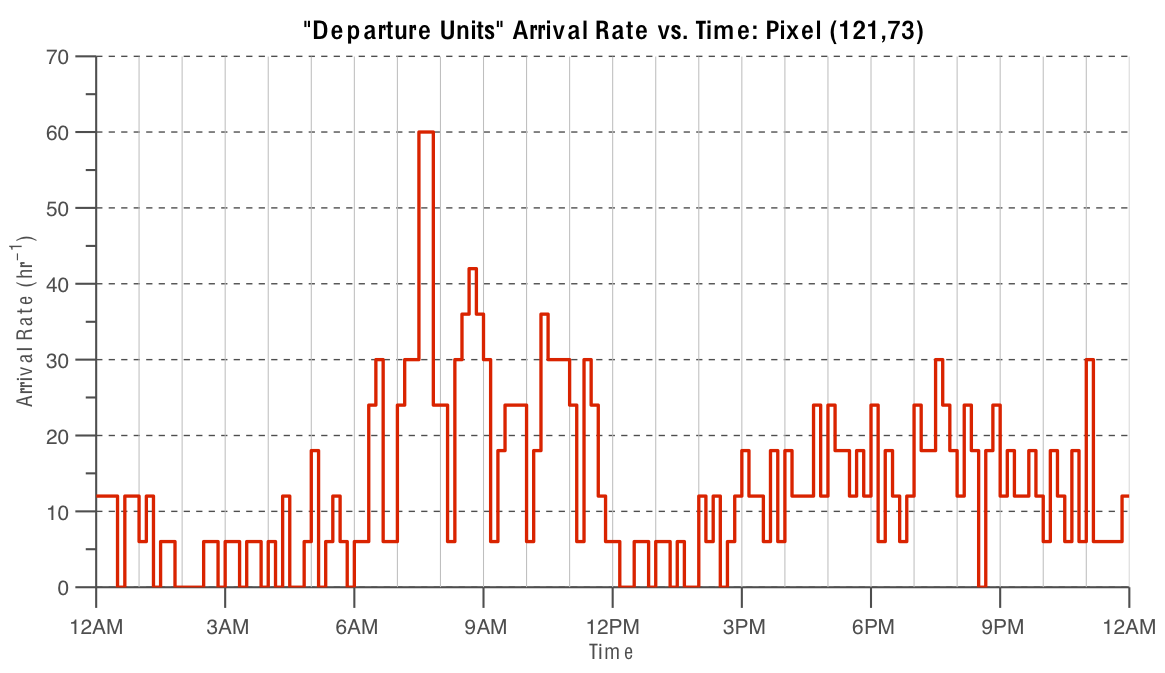 "Departure Units" Arrival Rate vs. Time: Pixel (121,73)
70
60
50
40
30
20
10
0
Arrival Rate (hr⁻¹)
12AM 3AM 6AM 9AM 12PM 3PM 6PM 9PM 12AM
Time